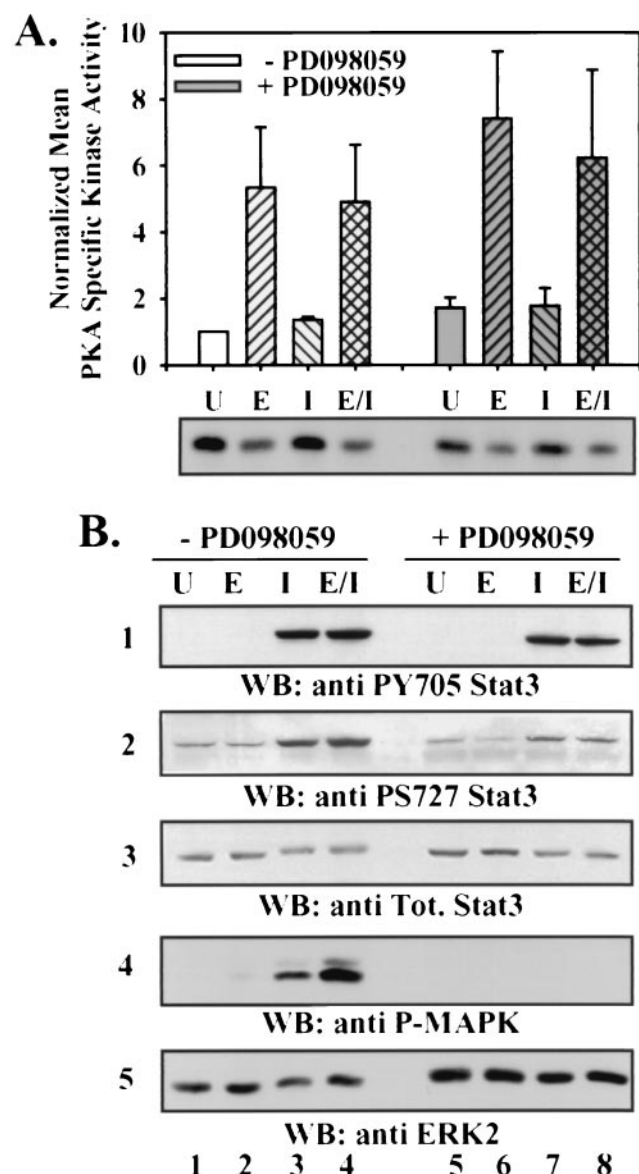 A.
Normalized Mean
PKA Specific Kinase Activity
10
8
6
4
2
0
- PD098059
+ PD098059
U E I E/I U E I E/I
B.
- PD098059 + PD098059
U E I E/I U E I E/I
1
WB: anti PY705 Stat3
2
WB: anti PS727 Stat3
3
WB: anti Tot. Stat3
4
WB: anti P-MAPK
5
WB: anti ERK2
1 2 3 4 5 6 7 8